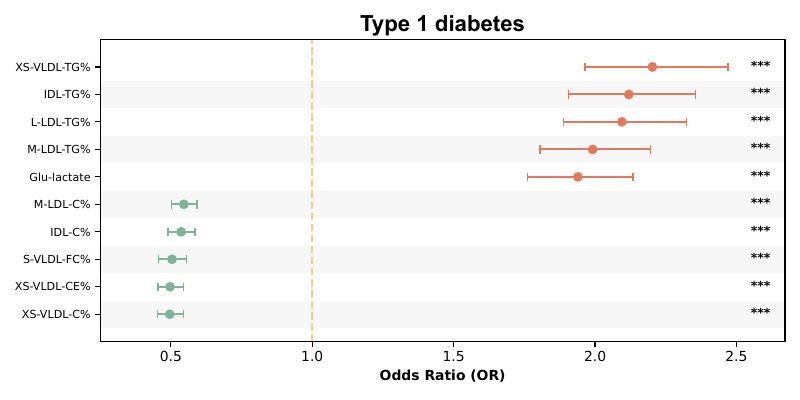 Type 1 diabetes
XS-VLDL-TG% ***
IDL-TG% ***
L-LDL-TG% ***
M-LDL-TG% ***
Glu-lactate ***
M-LDL-C% ***
IDL-C% ***
S-VLDL-FC% ***
XS-VLDL-CE% ***
XS-VLDL-C% ***
0.5 1.0 1.5 2.0 2.5
Odds Ratio (OR)